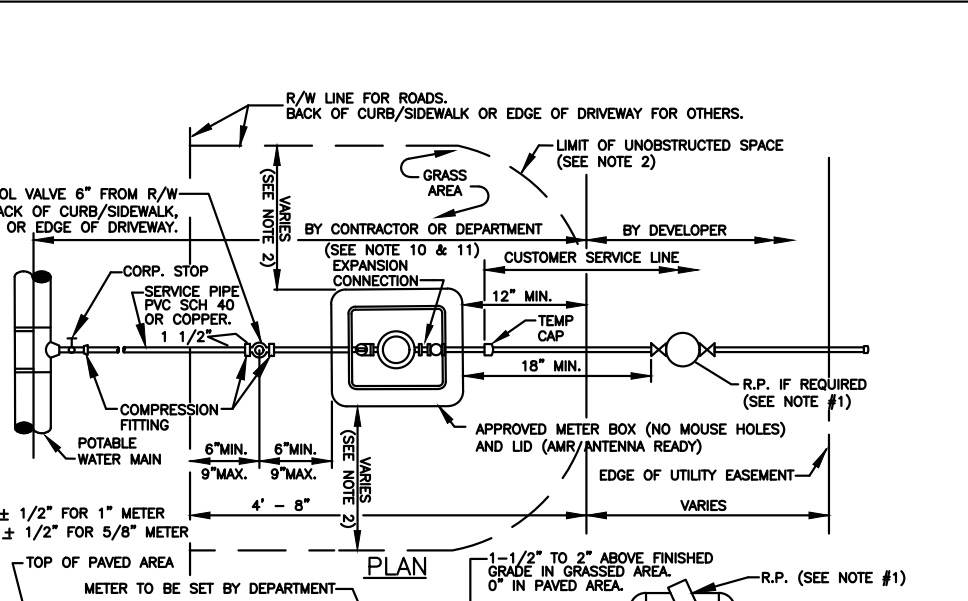 R/W LINE FOR ROADS.
BACK OF CURB/SIDEWALK OR EDGE OF DRIVEWAY FOR OTHERS.
LIMIT OF UNOBSTRUCTED SPACE
(SEE NOTE 2)
GRASS
AREA
OL VALVE 6" FROM R/W
ACK OF CURB/SIDEWALK,
OR EDGE OF DRIVEWAY.
VARIES
(SEE NOTE 2)
BY CONTRACTOR OR DEPARTMENT
(SEE NOTE 10 & 11)
BY DEVELOPER
CUSTOMER SERVICE LINE
EXPANSION
CONNECTION
CORP. STOP
SERVICE PIPE
PVC SCH 40
OR COPPER.
1 1/2"
12" MIN.
TEMP
CAP
18" MIN.
R.P. IF REQUIRED
(SEE NOTE #1)
COMPRESSION
FITTING
POTABLE
WATER MAIN
6"MIN.
9"MAX.
6"MIN.
9"MAX.
VARIES
(SEE NOTE 2)
APPROVED METER BOX (NO MOUSE HOLES)
AND LID (AMR/ANTENNA READY)
EDGE OF UTILITY EASEMENT
4' - 8"
VARIES
± 1/2" FOR 1" METER
± 1/2" FOR 5/8" METER
TOP OF PAVED AREA
PLAN
METER TO BE SET BY DEPARTMENT
1-1/2" TO 2" ABOVE FINISHED
GRADE IN GRASSED AREA.
0" IN PAVED AREA.
R.P. (SEE NOTE #1)